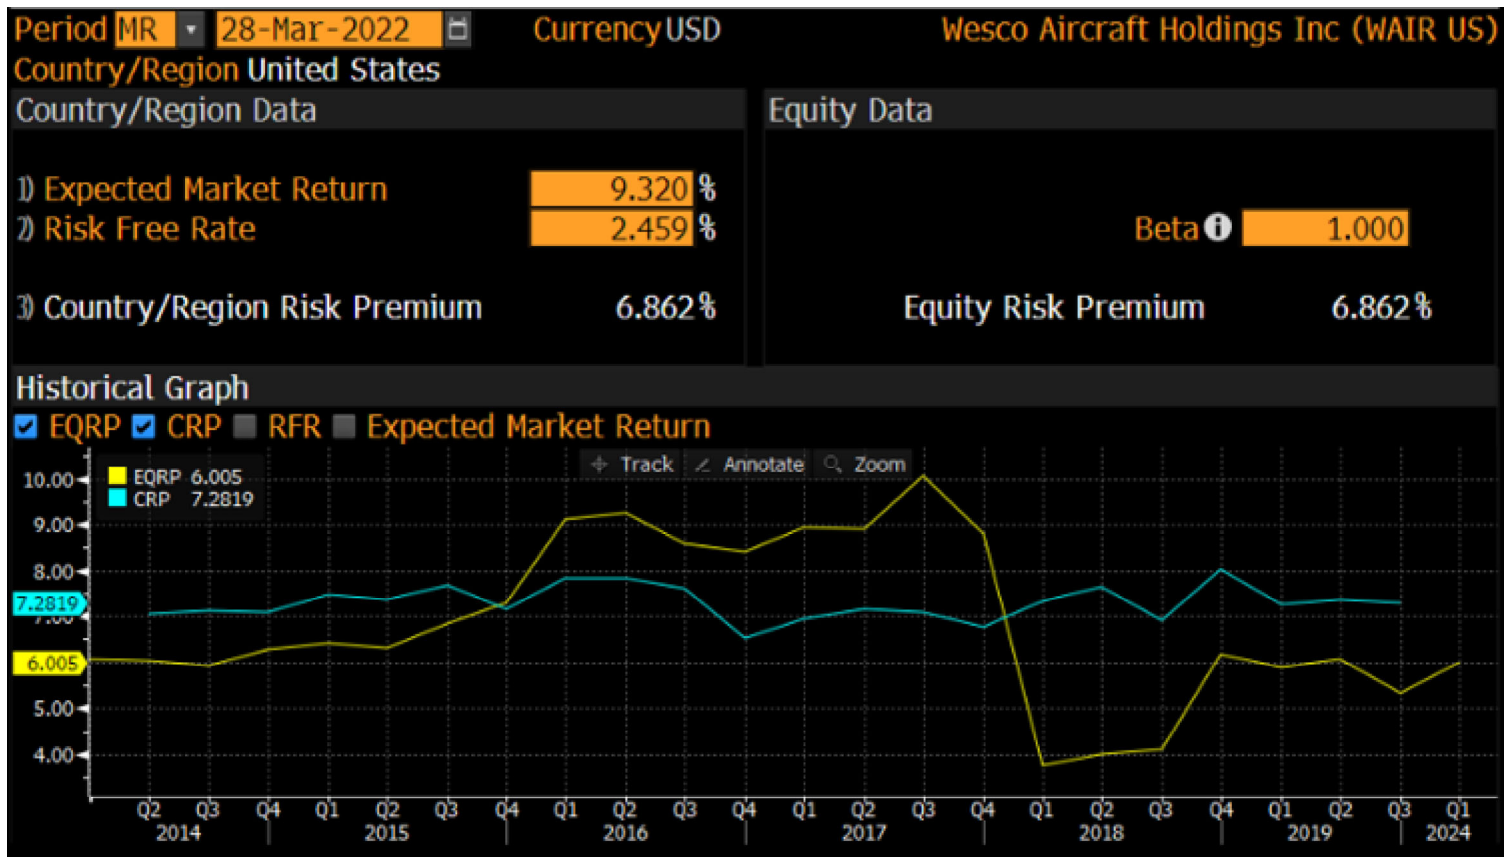 Period MR 28-Mar-2022 Currency USD Wesco Aircraft Holdings Inc (WAIR US)
Country/Region United States
Country/Region Data Equity Data
1) Expected Market Return 9.320 %
2) Risk Free Rate 2.459 % Beta 1.000
3) Country/Region Risk Premium 6.862 % Equity Risk Premium 6.862 %
Historical Graph
EQRP CRP RFR Expected Market Return
Track Annotate Zoom
EQRP 6.005
CRP 7.2819
10.00
9.00
8.00
7.2819
7.00
6.005
5.00
4.00
Q2 Q3 Q4 Q1 Q2 Q3 Q4 Q1 Q2 Q3 Q4 Q1 Q2 Q3 Q4 Q1 Q2 Q3 Q4 Q1 Q2 Q3 Q1
2014 2015 2016 2017 2018 2019 2024